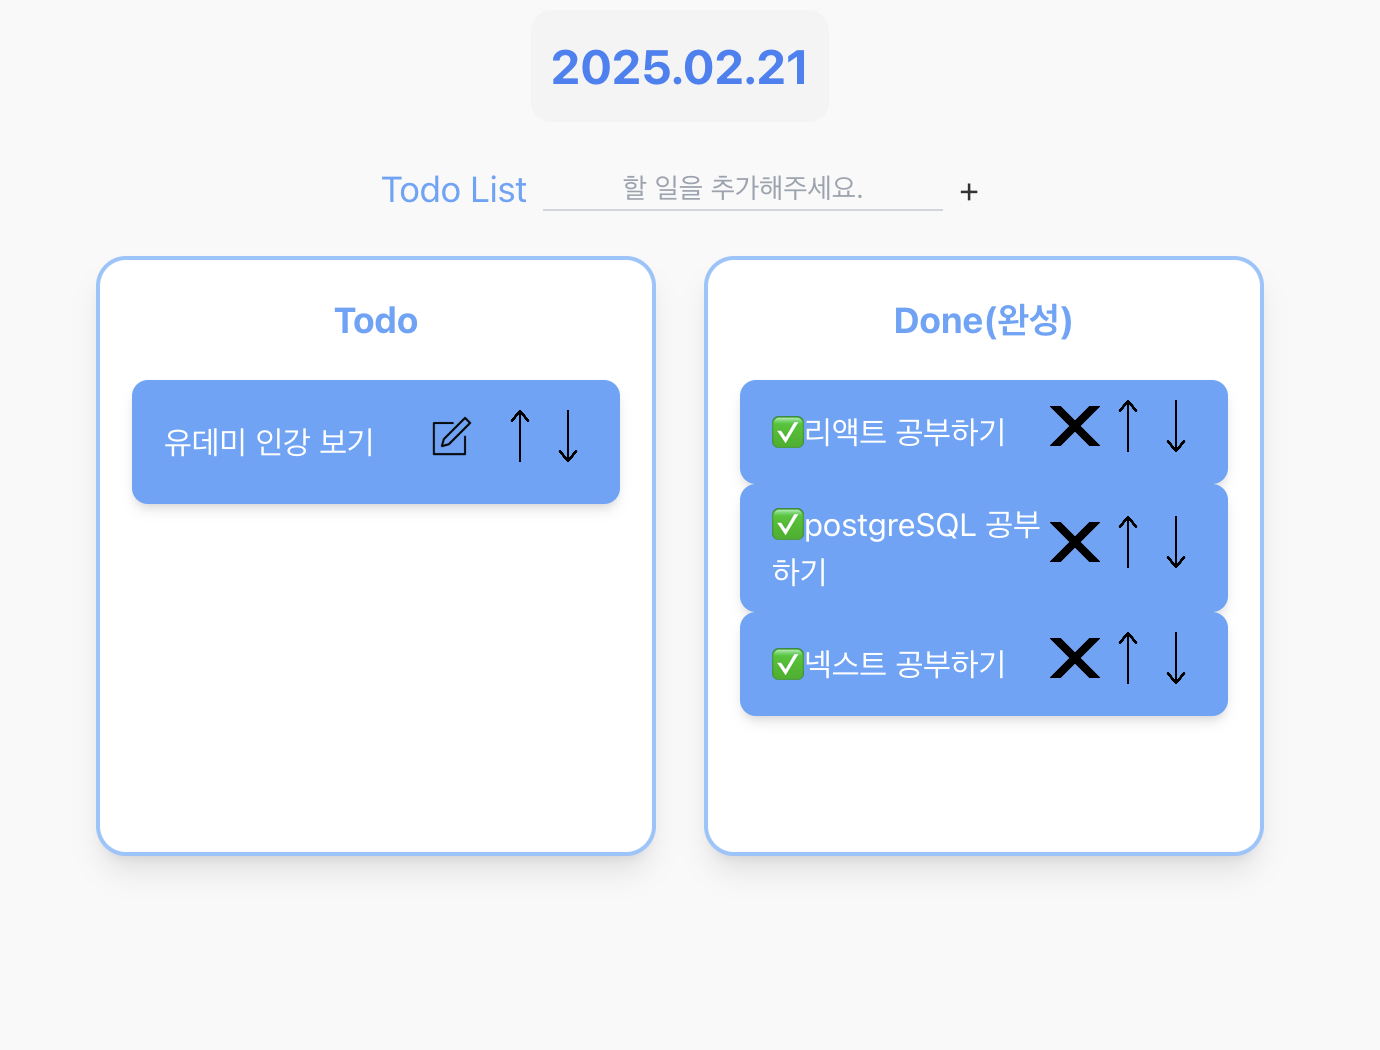 2025.02.21
Todo List 할 일을 추가해주세요. +
Todo
유데미 인강 보기 ↑ ↓
Done(완성)
✅리액트 공부하기 ↑ ↓
✅postgreSQL 공부
하기 ↑ ↓
✅넥스트 공부하기 ↑ ↓